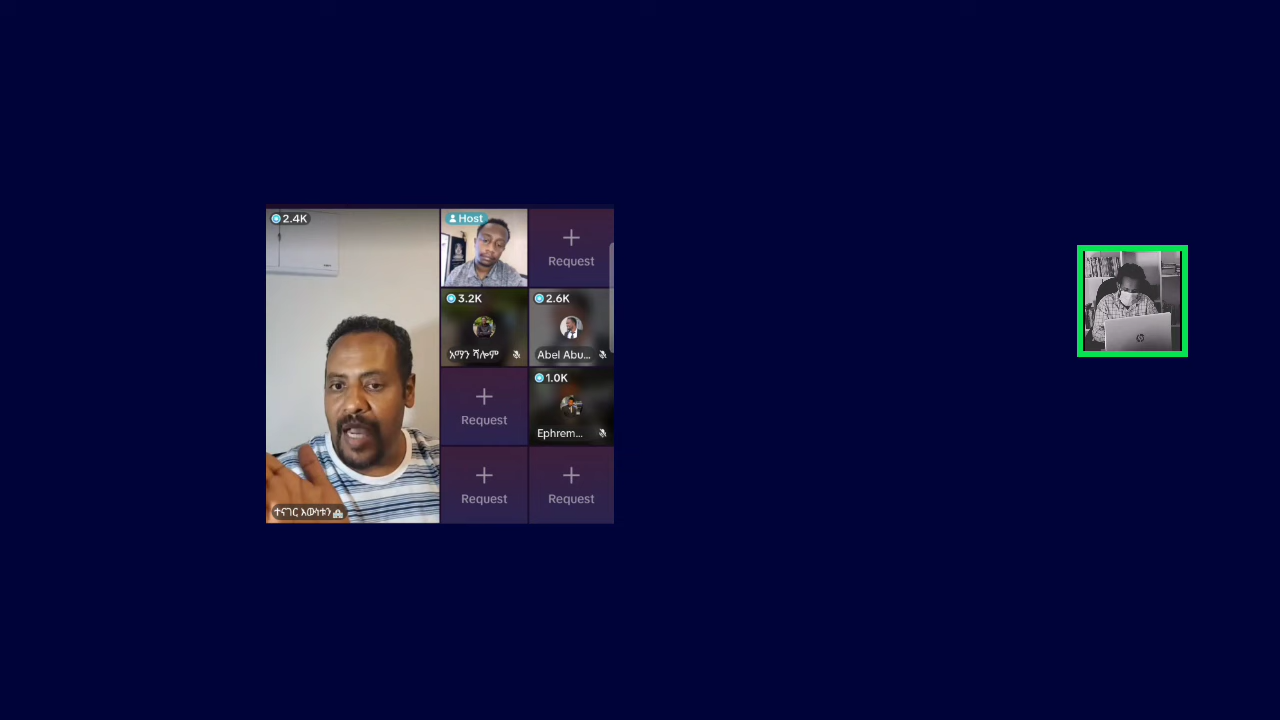 2.4K
Host
Request
3.2K
2.6K
አማን ሻሎም
Abel Abu...
Request
1.0K
Ephrem...
ተናገር እውነቱን
Request
Request
hp